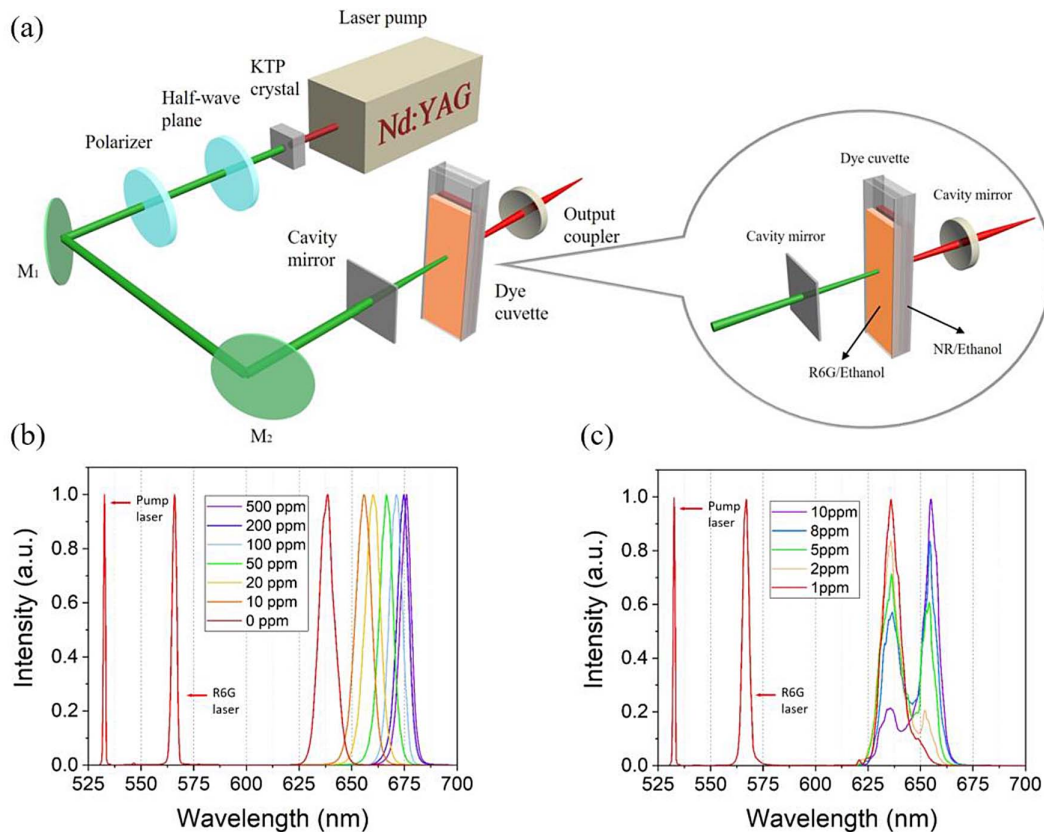 (a)
Laser pump
KTP
crystal
Half-wave
plane
Polarizer
Nd:YAG
M1
M2
Cavity
mirror
Output
coupler
Dye
cuvette
Dye cuvette
Cavity mirror
Cavity mirror
R6G/Ethanol
NR/Ethanol
(b)
Intensity (a.u.)
1.0
0.8
0.6
0.4
0.2
0.0
Pump
laser
R6G
laser
500 ppm
200 ppm
100 ppm
50 ppm
20 ppm
10 ppm
0 ppm
525 550 575 600 625 650 675 700
Wavelength (nm)
(c)
Intensity (a.u.)
1.0
0.8
0.6
0.4
0.2
0.0
Pump
laser
R6G
laser
10ppm
8ppm
5ppm
2ppm
1ppm
525 550 575 600 625 650 675 700
Wavelength (nm)